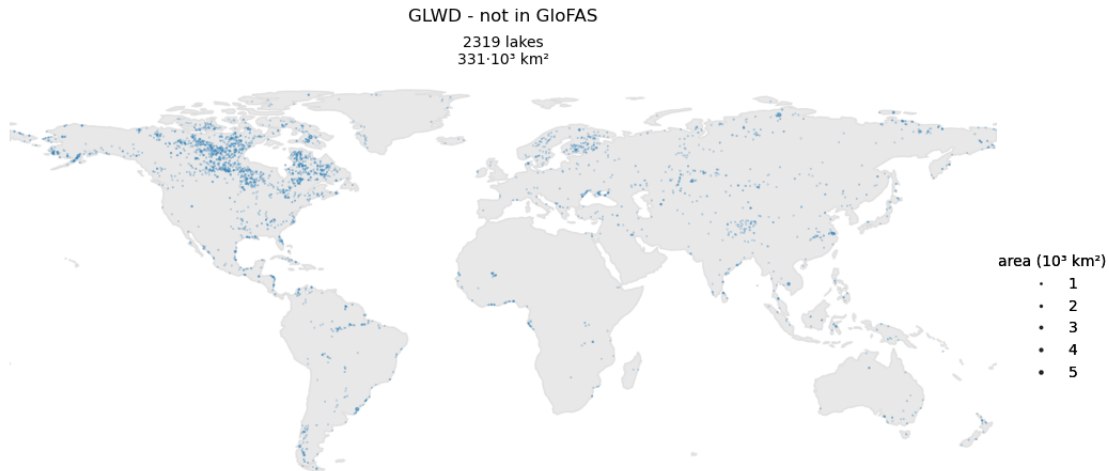 GLWD - not in GloFAS
2319 lakes
331·10³ km²
area (10³ km²)
1
2
3
4
5